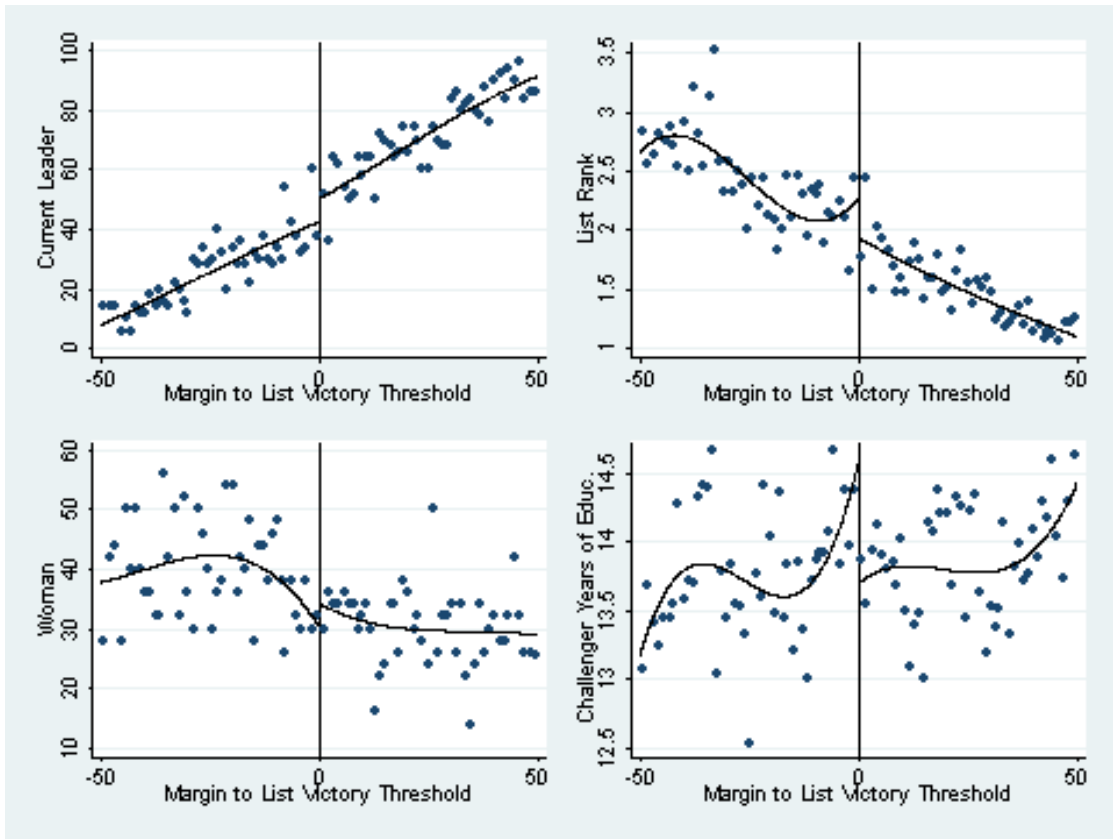 Current Leader
0 20 40 60 80 100
-50 0 50
Margin to List Victory Threshold
List Rank
1 1.5 2 2.5 3 3.5
-50 0 50
Margin to List Victory Threshold
Woman
10 20 30 40 50 60
-50 0 50
Margin to List Victory Threshold
Challenger Years of Educ.
12.5 13 13.5 14 14.5
-50 0 50
Margin to List Victory Threshold